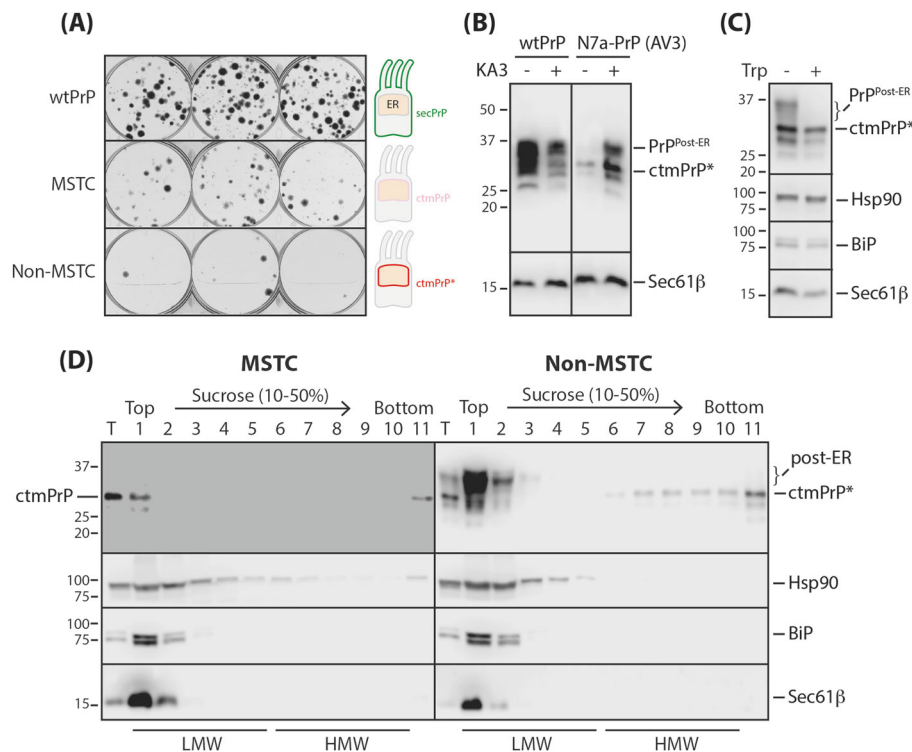 (A)
wtPrP
MSTC
Non-MSTC
ER
secPrP
ctmPrP
ctmPrP*
(B)
wtPrP N7a-PrP (AV3)
KA3 - + - +
50
37
25
20
15
PrPPost-ER
ctmPrP*
Sec61β
(C)
Trp - +
37
25
20
100
75
100
75
15
PrPPost-ER
ctmPrP*
Hsp90
BiP
Sec61β
(D)
MSTC Non-MSTC
Sucrose (10-50%) Sucrose (10-50%)
Top Bottom Top Bottom
T 1 2 3 4 5 6 7 8 9 10 11 T 1 2 3 4 5 6 7 8 9 10 11
37
ctmPrP
25
20
100
75
100
75
15
post-ER
ctmPrP*
Hsp90
BiP
Sec61β
LMW HMW LMW HMW